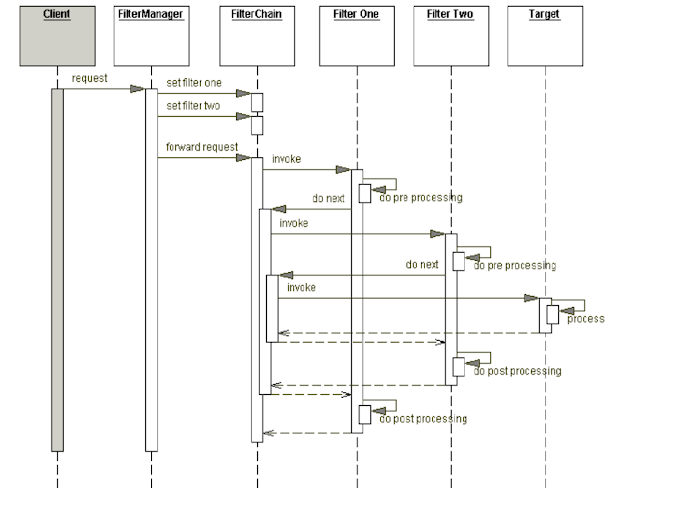 Client FilterManager FilterChain Filter One Filter Two Target
request
set filter one
set filter two
forward request
invoke
do pre processing
do next
invoke
do next
do pre processing
invoke
process
do post processing
do post processing